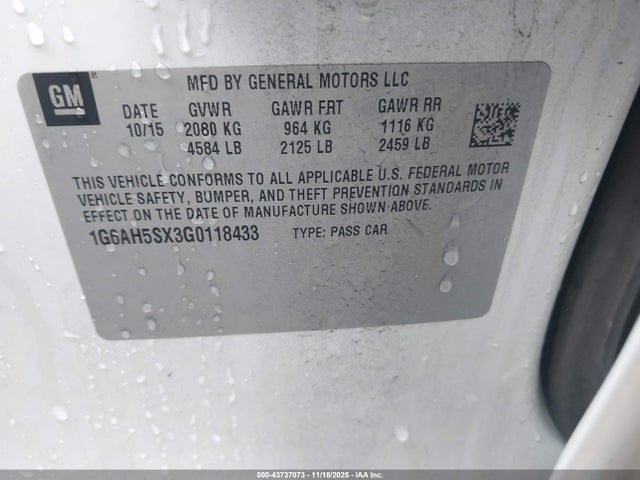 GM
MFD BY GENERAL MOTORS LLC
DATE GVWR GAWR FRT GAWR RR
10/15 2080 KG 964 KG 1116 KG
4584 LB 2125 LB 2459 LB
THIS VEHICLE CONFORMS TO ALL APPLICABLE U.S. FEDERAL MOTOR
VEHICLE SAFETY, BUMPER, AND THEFT PREVENTION STANDARDS IN
EFFECT ON THE DATE OF MANUFACTURE SHOWN ABOVE.
1G6AH5SX3G0118433 TYPE: PASS CAR
000-43737073 - 11/18/2025 - IAAI, Inc.